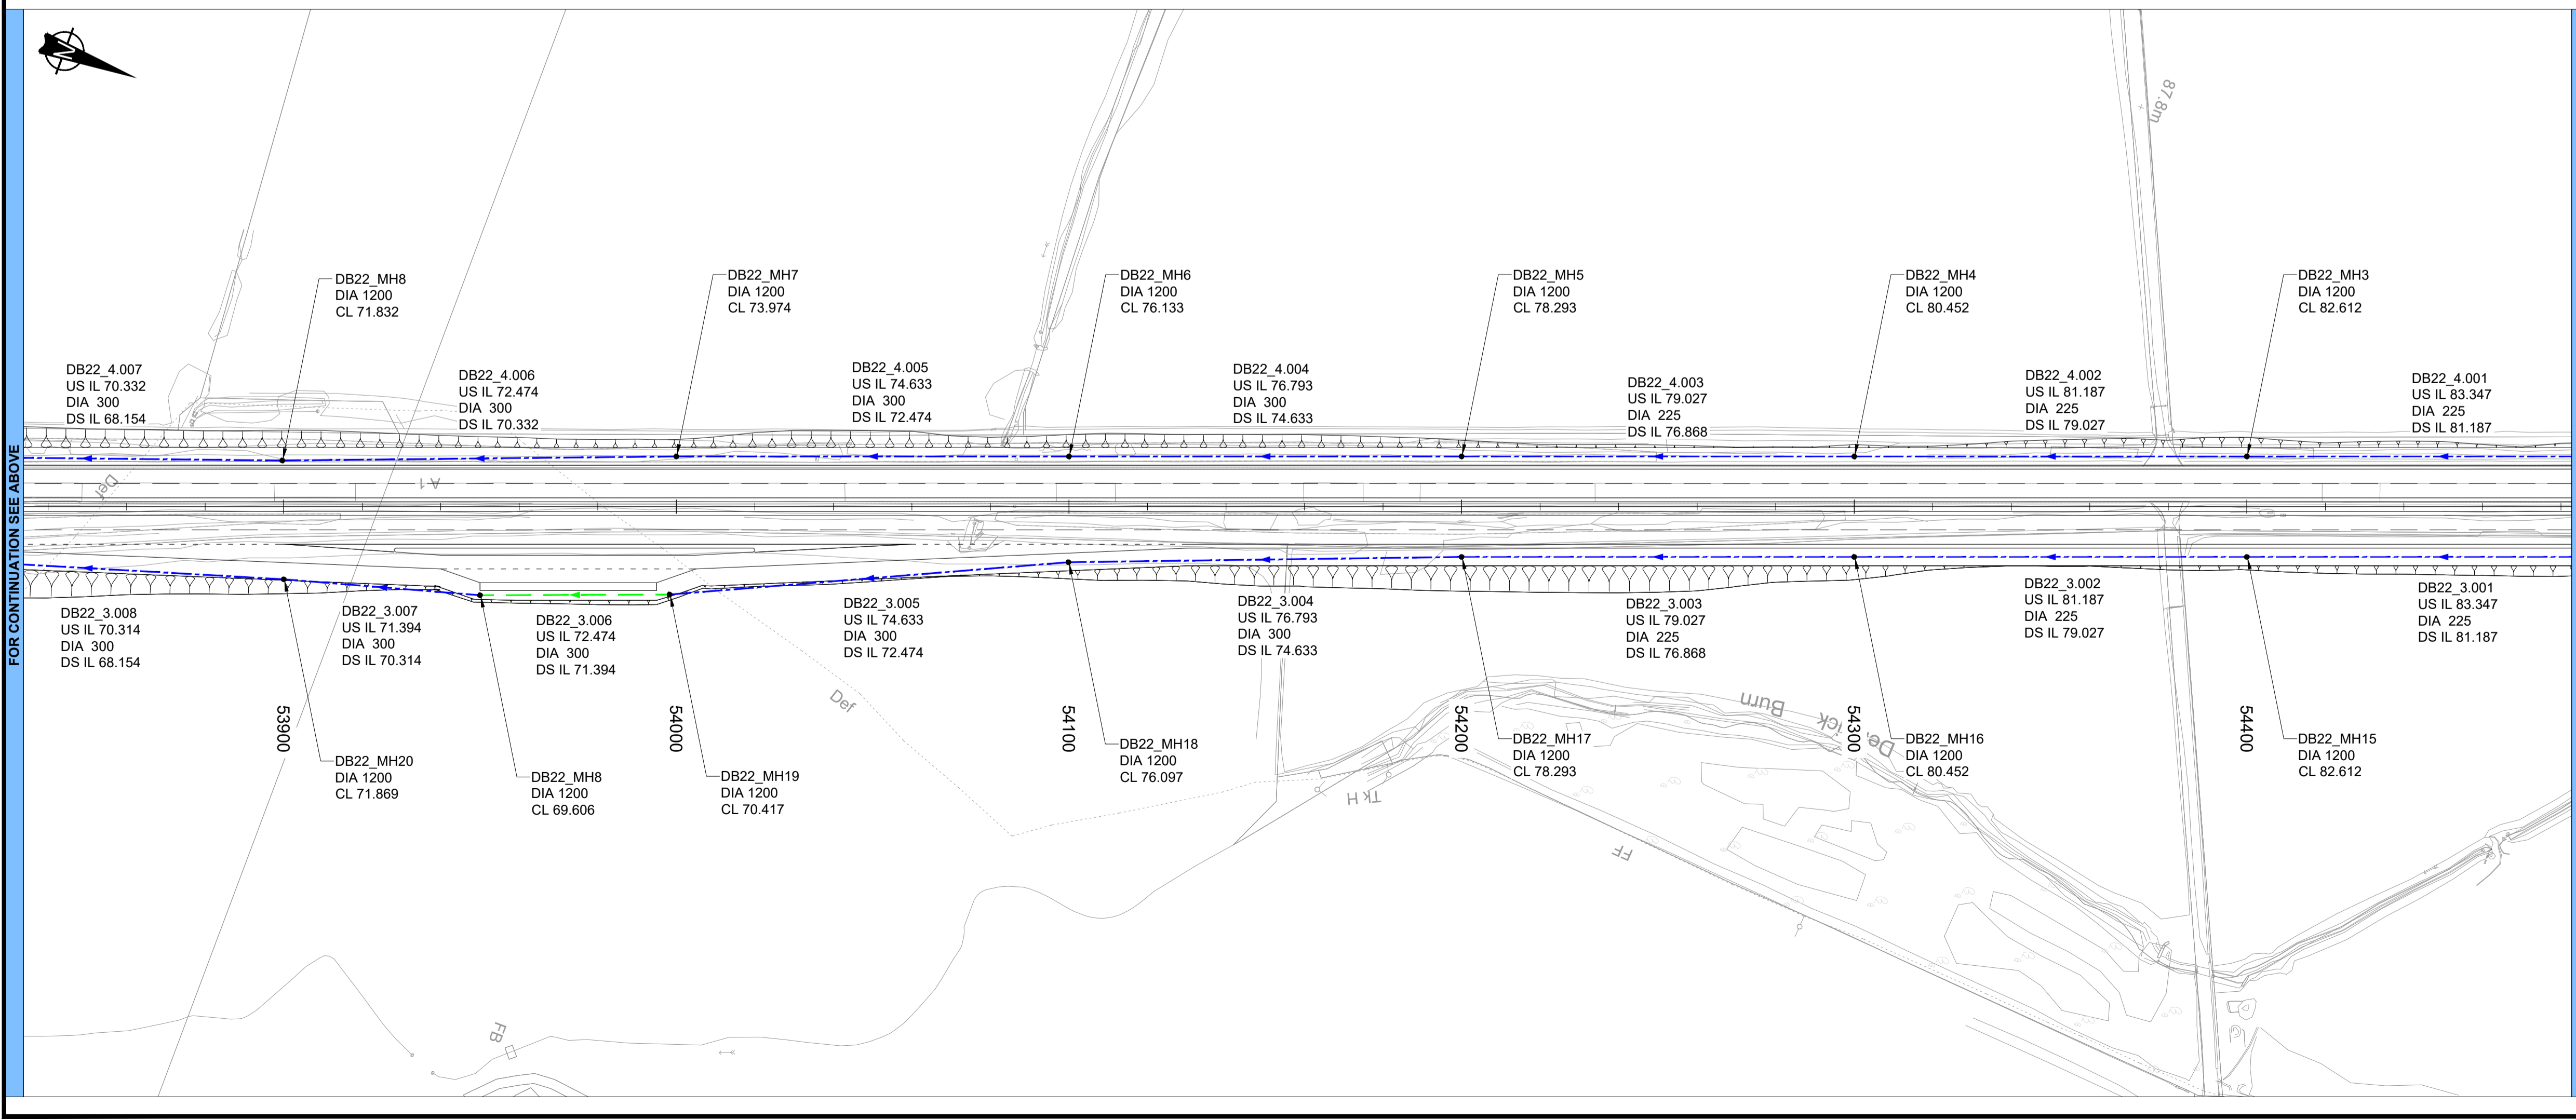 N
87.8m
DB22_MH8
DIA 1200
CL 71.832
DB22_MH7
DIA 1200
CL 73.974
DB22_MH6
DIA 1200
CL 76.133
DB22_MH5
DIA 1200
CL 78.293
DB22_MH4
DIA 1200
CL 80.452
DB22_MH3
DIA 1200
CL 82.612
DB22_4.007
US IL 70.332
DIA 300
DS IL 68.154
DB22_4.006
US IL 72.474
DIA 300
DS IL 70.332
DB22_4.005
US IL 74.633
DIA 300
DS IL 72.474
DB22_4.004
US IL 76.793
DIA 300
DS IL 74.633
DB22_4.003
US IL 79.027
DIA 225
DS IL 76.868
DB22_4.002
US IL 81.187
DIA 225
DS IL 79.027
DB22_4.001
US IL 83.347
DIA 225
DS IL 81.187
FOR CONTINUATION SEE ABOVE
Def
A1
DB22_3.008
US IL 70.314
DIA 300
DS IL 68.154
DB22_3.007
US IL 71.394
DIA 300
DS IL 70.314
DB22_3.006
US IL 72.474
DIA 300
DS IL 71.394
DB22_3.005
US IL 74.633
DIA 300
DS IL 72.474
DB22_3.004
US IL 76.793
DIA 300
DS IL 74.633
DB22_3.003
US IL 79.027
DIA 225
DS IL 76.868
DB22_3.002
US IL 81.187
DIA 225
DS IL 79.027
DB22_3.001
US IL 83.347
DIA 225
DS IL 81.187
Def
Burn
53900
54000
54100
54200
54300
54400
DB22_MH20
DIA 1200
CL 71.869
DB22_MH8
DIA 1200
CL 69.606
DB22_MH19
DIA 1200
CL 70.417
DB22_MH18
DIA 1200
CL 76.097
DB22_MH17
DIA 1200
CL 78.293
DB22_MH16
DIA 1200
CL 80.452
DB22_MH15
DIA 1200
CL 82.612
Tk H
FF
FB